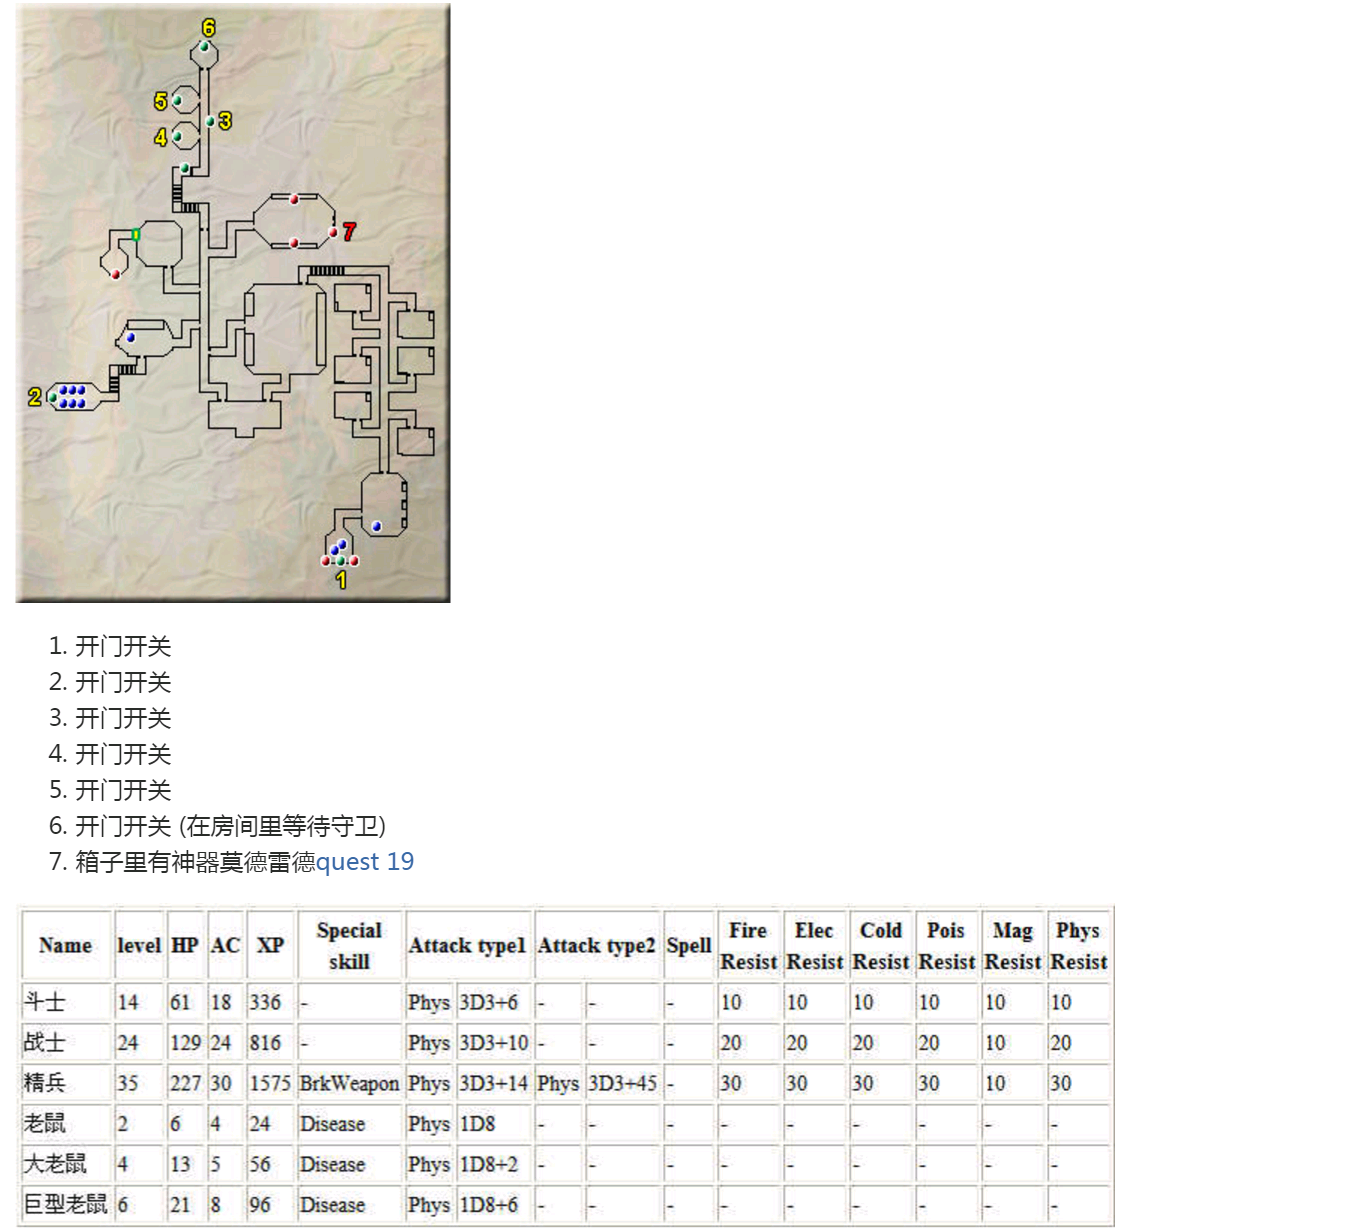 6
5
3
4
7
2
1
1. 开门开关
2. 开门开关
3. 开门开关
4. 开门开关
5. 开门开关
6. 开门开关 (在房间里等待守卫)
7. 箱子里有神器莫德雷德quest 19
Name level HP AC XP Special skill Attack type1 Attack type2 Spell Fire Resist Elec Resist Cold Resist Pois Resist Mag Resist Phys Resist
斗士 14 61 18 336 - Phys 3D3+6 - - - 10 10 10 10 10 10
战士 24 129 24 816 - Phys 3D3+10 - - - 20 20 20 20 10 20
精兵 35 227 30 1575 BrkWeapon Phys 3D3+14 Phys 3D3+45 - 30 30 30 30 10 30
老鼠 2 6 4 24 Disease Phys 1D8 - - - - - - - - -
大老鼠 4 13 5 56 Disease Phys 1D8+2 - - - - - - - - -
巨型老鼠 6 21 8 96 Disease Phys 1D8+6 - - - - - - - - -